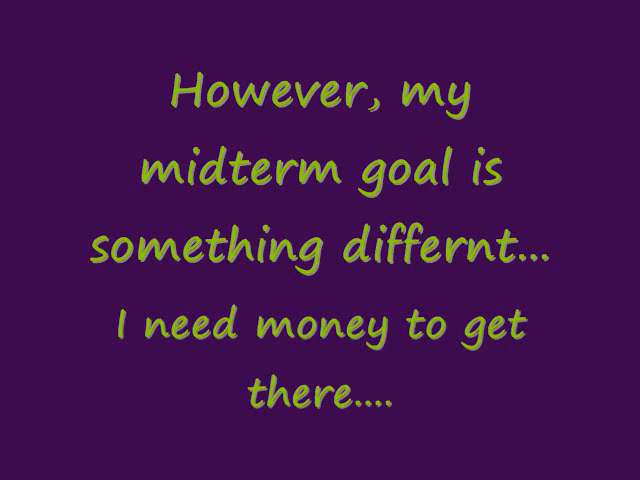 However, my
midterm goal is
something differnt...
I need money to get
there....